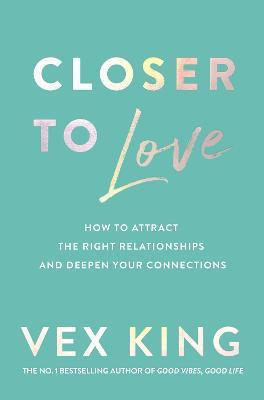 CLOSER
TO Love
HOW TO ATTRACT
THE RIGHT RELATIONSHIPS
AND DEEPEN YOUR CONNECTIONS
VEX KING
THE NO.1 BESTSELLING AUTHOR OF GOOD VIBES, GOOD LIFE